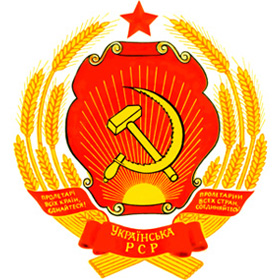 ПРОЛЕТАРІ
ВСІХ КРАЇН,
ЄДНАЙТЕСЯ!
ПРОЛЕТАРИИ
ВСЕХ СТРАН,
СОЕДИНЯЙТЕСЬ!
УКРАЇНСЬКА
РСР